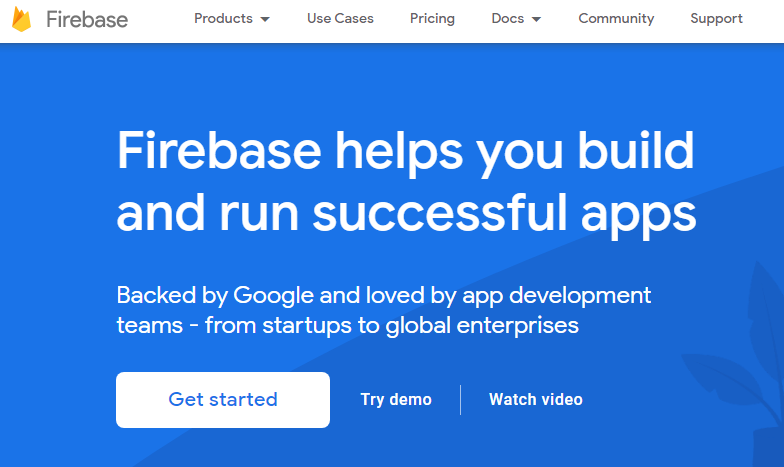 Firebase Products Use Cases Pricing Docs Community Support
Firebase helps you build
and run successful apps
Backed by Google and loved by app development
teams - from startups to global enterprises
Get started Try demo Watch video